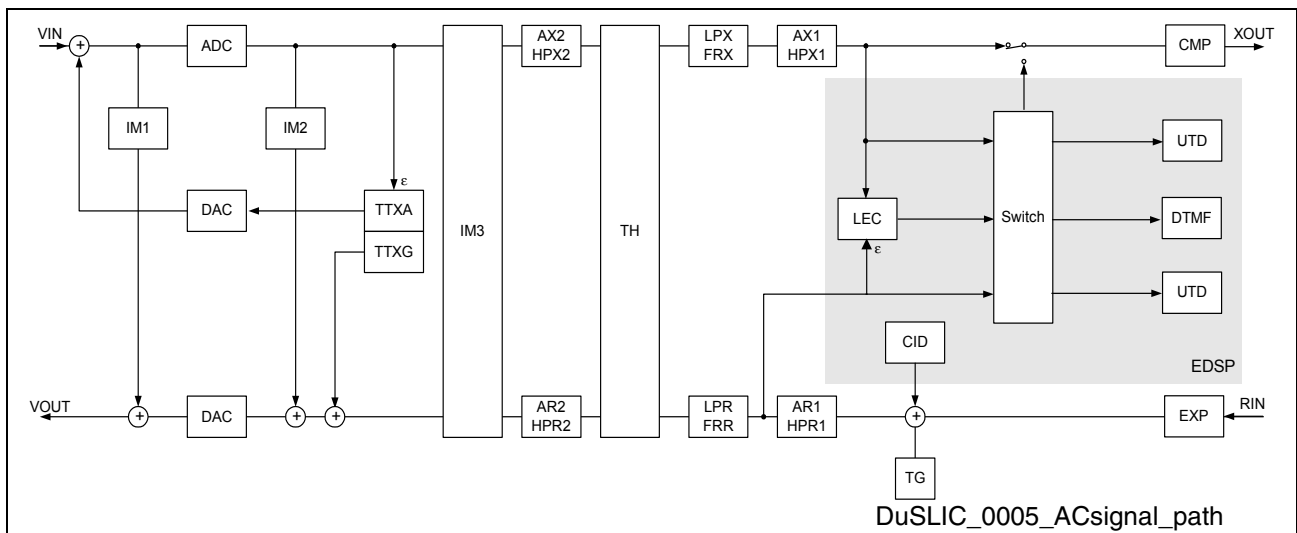 VIN
+
ADC
AX2
HPX2
LPX
FRX
AX1
HPX1
CMP
XOUT
IM1
IM2
UTD
ε
DAC
TTXA
TTXG
IM3
TH
LEC
ε
Switch
DTMF
UTD
CID
EDSP
VOUT
+
DAC
+
+
AR2
HPR2
LPR
FRR
AR1
HPR1
+
EXP
RIN
TG
DuSLIC_0005_ACsignal_path